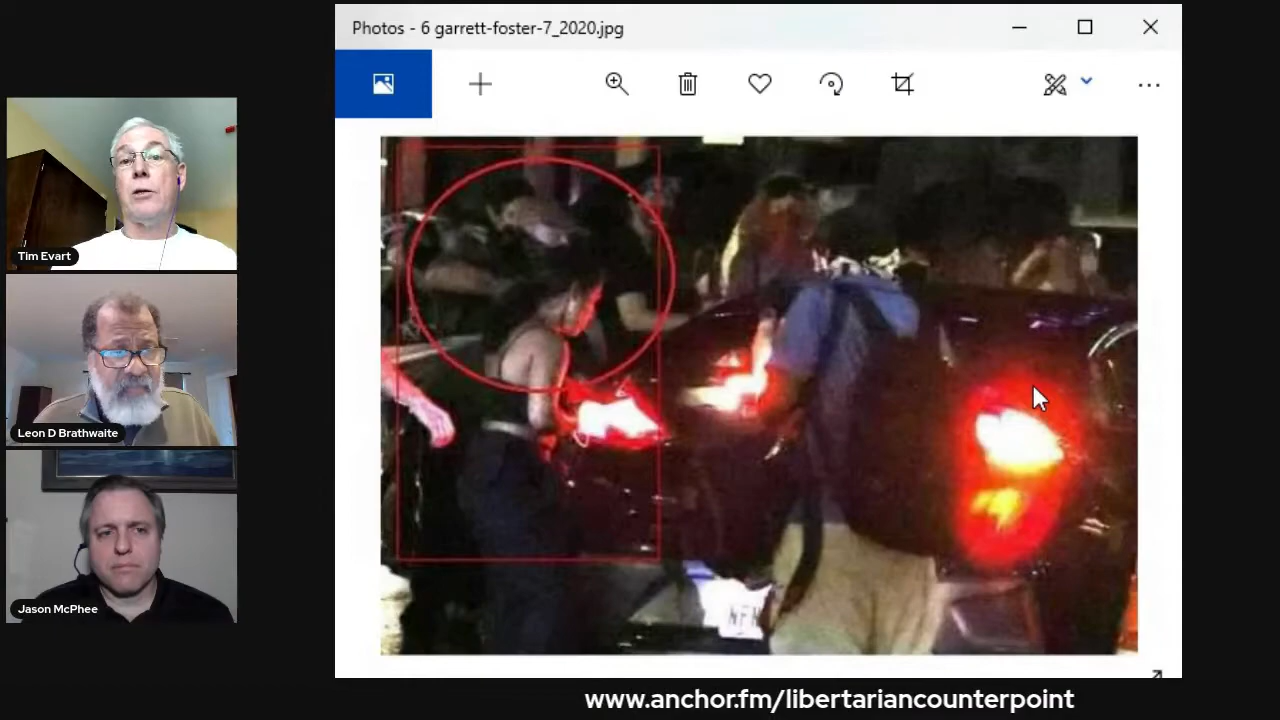 Photos - 6 garrett-foster-7_2020.jpg
Tim Evart
Leon D Brathwaite
Jason McPhee
www.anchor.fm/libertariancounterpoint